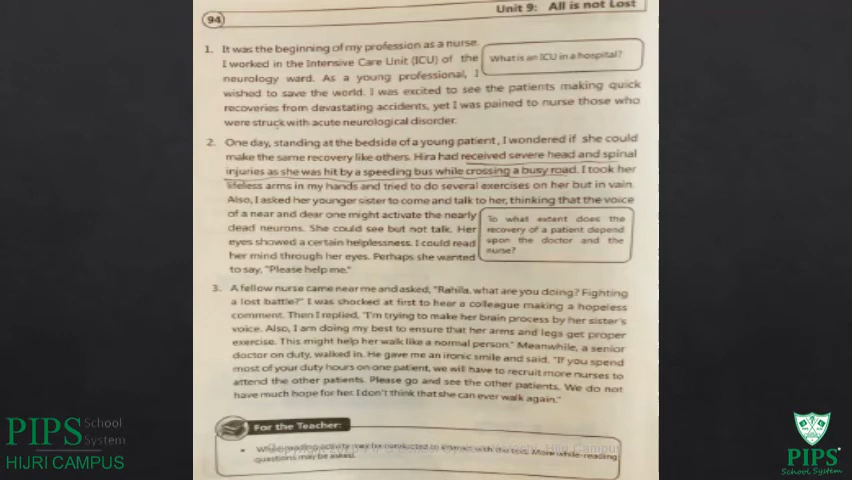 94
Unit 9: All is not Lost
1. It was the beginning of my profession as a nurse.
I worked in the Intensive Care Unit (ICU) of the
neurology ward. As a young professional, I
wished to save the world. I was excited to see the patients making quick
recoveries from devastating accidents, yet I was pained to nurse those who
were struck with acute neurological disorder.
What is an ICU in a hospital?
2. One day, standing at the bedside of a young patient, I wondered if she could
make the same recovery like others. Hira had received severe head and spinal
injuries as she was hit by a speeding bus while crossing a busy road. I took her
lifeless arms in my hands and tried to do several exercises on her but in vain.
Also, I asked her younger sister to come and talk to her, thinking that the voice
of a near and dear one might activate the nearly
dead neurons. She could see but not talk. Her
eyes showed a certain helplessness. I could read
her mind through her eyes. Perhaps she wanted
to say, "Please help me."
To what extent does the
recovery of a patient depend
upon the doctor and the
nurse?
3. A fellow nurse came near me and asked, "Rahila, what are you doing? Fighting
a lost battle?" I was shocked at first to hear a colleague making a hopeless
comment. Then I replied, "I'm trying to make her brain process by her sister's
voice. Also, I am doing my best to ensure that her arms and legs get proper
exercise. This might help her walk like a normal person." Meanwhile, a senior
doctor on duty, walked in. He gave me an ironic smile and said, "If you spend
most of your duty hours on one patient, we will have to recruit more nurses to
attend the other patients. Please go and see the other patients. We do not
have much hope for her. I don't think that she can ever walk again."
For the Teacher:
• While-reading activity may be conducted to with the text. More while-reading
questions may be asked.
Hijri Campus
PIPS School System
HIJRI CAMPUS
PIPS
School System